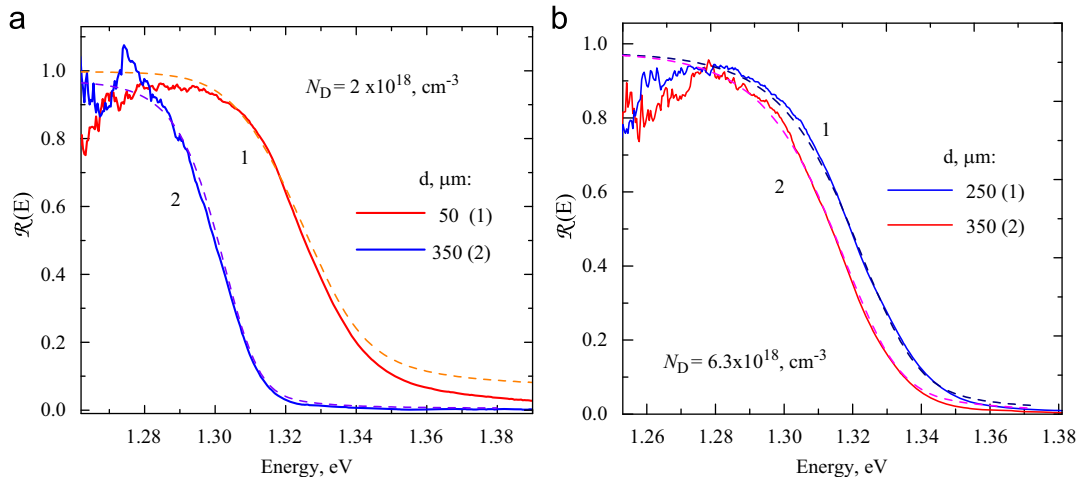 a
1.0
0.8
0.6
0.4
0.2
0.0
ℛ(E)
N_D = 2 x10^18, cm^-3
1
2
d, μm:
50 (1)
350 (2)
1.28 1.30 1.32 1.34 1.36 1.38
Energy, eV
b
1.0
0.8
0.6
0.4
0.2
0.0
ℛ(E)
1
2
d, μm:
250 (1)
350 (2)
N_D = 6.3x10^18, cm^-3
1.26 1.28 1.30 1.32 1.34 1.36 1.38
Energy, eV